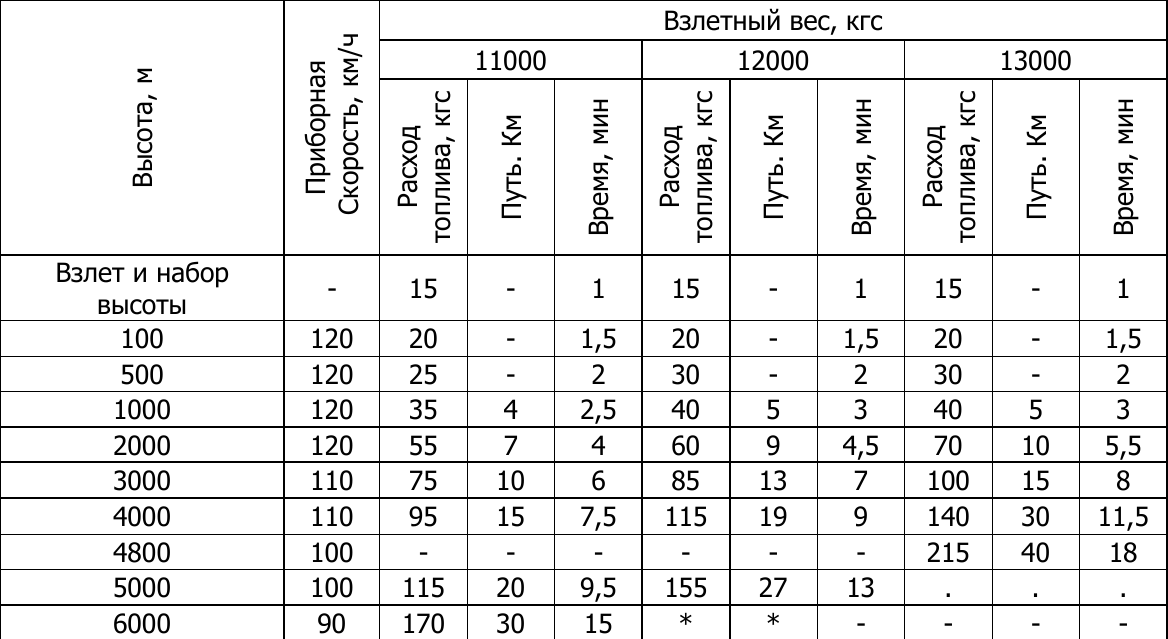 Высота, м
Приборная
Скорость, км/ч
Взлетный вес, кгс
11000 12000 13000
Расход
топлива, кгс
Путь. Км
Время, мин
Расход
топлива, кгс
Путь. Км
Время, мин
Расход
топлива, кгс
Путь. Км
Время, мин
Взлет и набор
высоты
- 15 - 1 15 - 1 15 - 1
100 120 20 - 1,5 20 - 1,5 20 - 1,5
500 120 25 - 2 30 - 2 30 - 2
1000 120 35 4 2,5 40 5 3 40 5 3
2000 120 55 7 4 60 9 4,5 70 10 5,5
3000 110 75 10 6 85 13 7 100 15 8
4000 110 95 15 7,5 115 19 9 140 30 11,5
4800 100 - - - - - - 215 40 18
5000 100 115 20 9,5 155 27 13 . . .
6000 90 170 30 15 * * - - - -